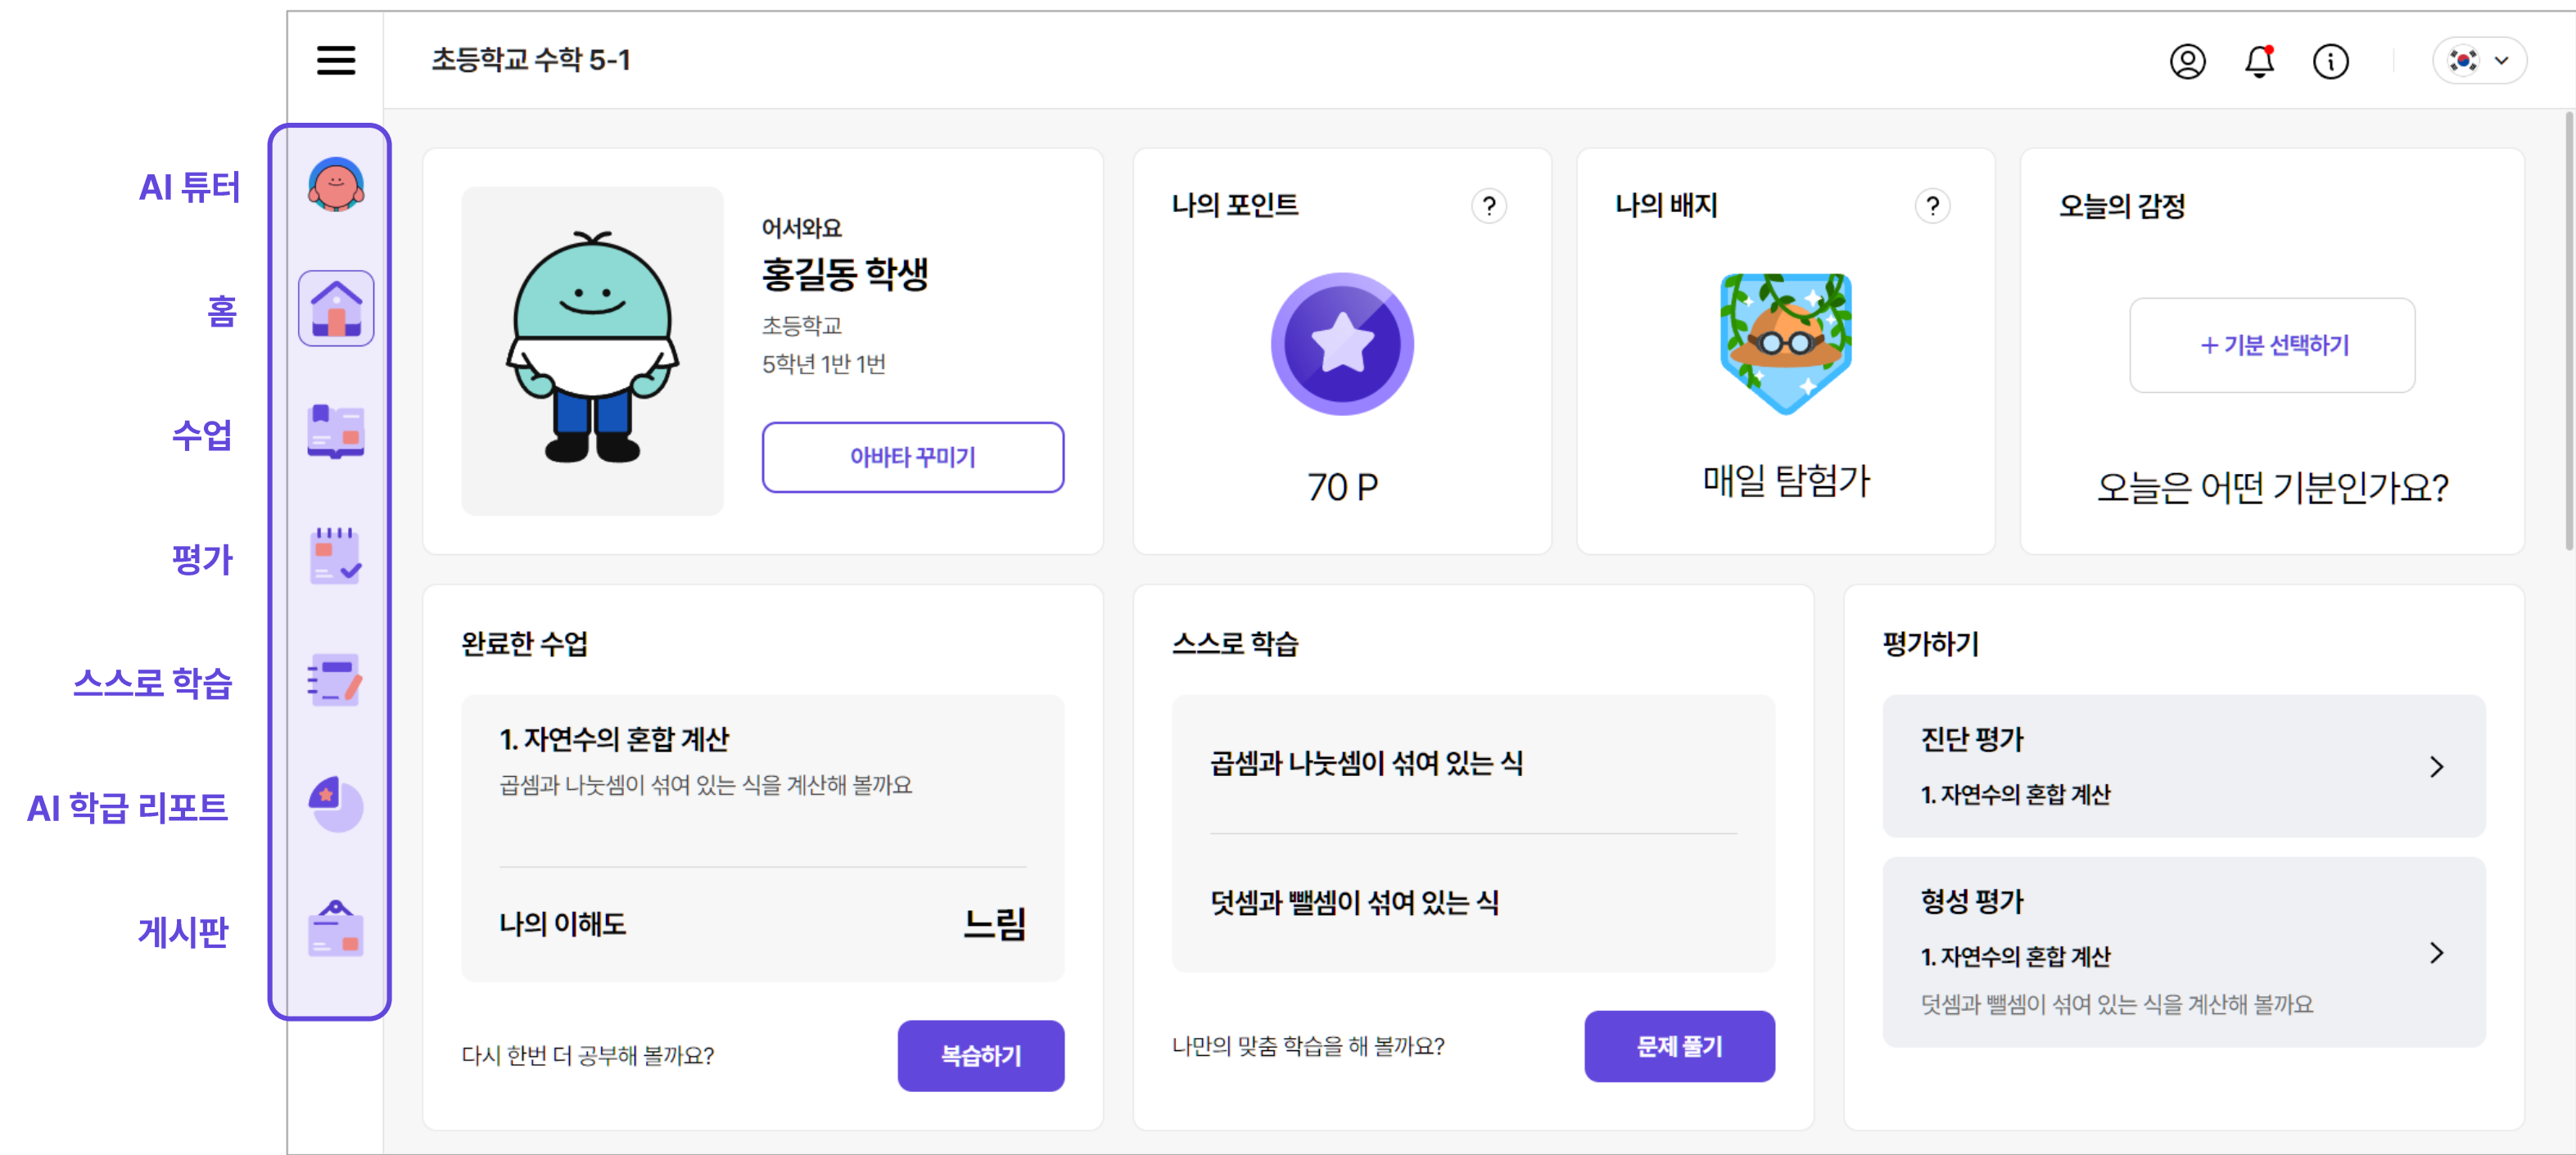 초등학교 수학 5-1
AI 튜터
홈
수업
평가
스스로 학습
AI 학급 리포트
게시판
어서와요
홍길동 학생
초등학교
5학년 1반 1번
아바타 꾸미기
나의 포인트
?
70 P
나의 배지
?
매일 탐험가
오늘의 감정
+ 기분 선택하기
오늘은 어떤 기분인가요?
완료한 수업
1. 자연수의 혼합 계산
곱셈과 나눗셈이 섞여 있는 식을 계산해 볼까요
나의 이해도
느림
다시 한번 더 공부해 볼까요?
복습하기
스스로 학습
곱셈과 나눗셈이 섞여 있는 식
덧셈과 뺄셈이 섞여 있는 식
나만의 맞춤 학습을 해 볼까요?
문제 풀기
평가하기
진단 평가
1. 자연수의 혼합 계산
형성 평가
1. 자연수의 혼합 계산
덧셈과 뺄셈이 섞여 있는 식을 계산해 볼까요